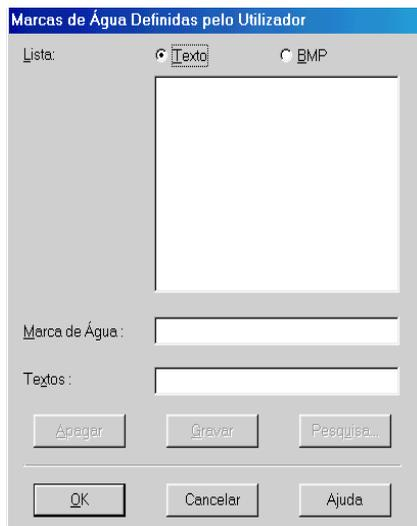 Marcas de Água Definidas pelo Utilizador
Lista: Texto BMP
Marca de Água :
Textos :
Apagar Gravar Pesquisa...
OK Cancelar Ajuda